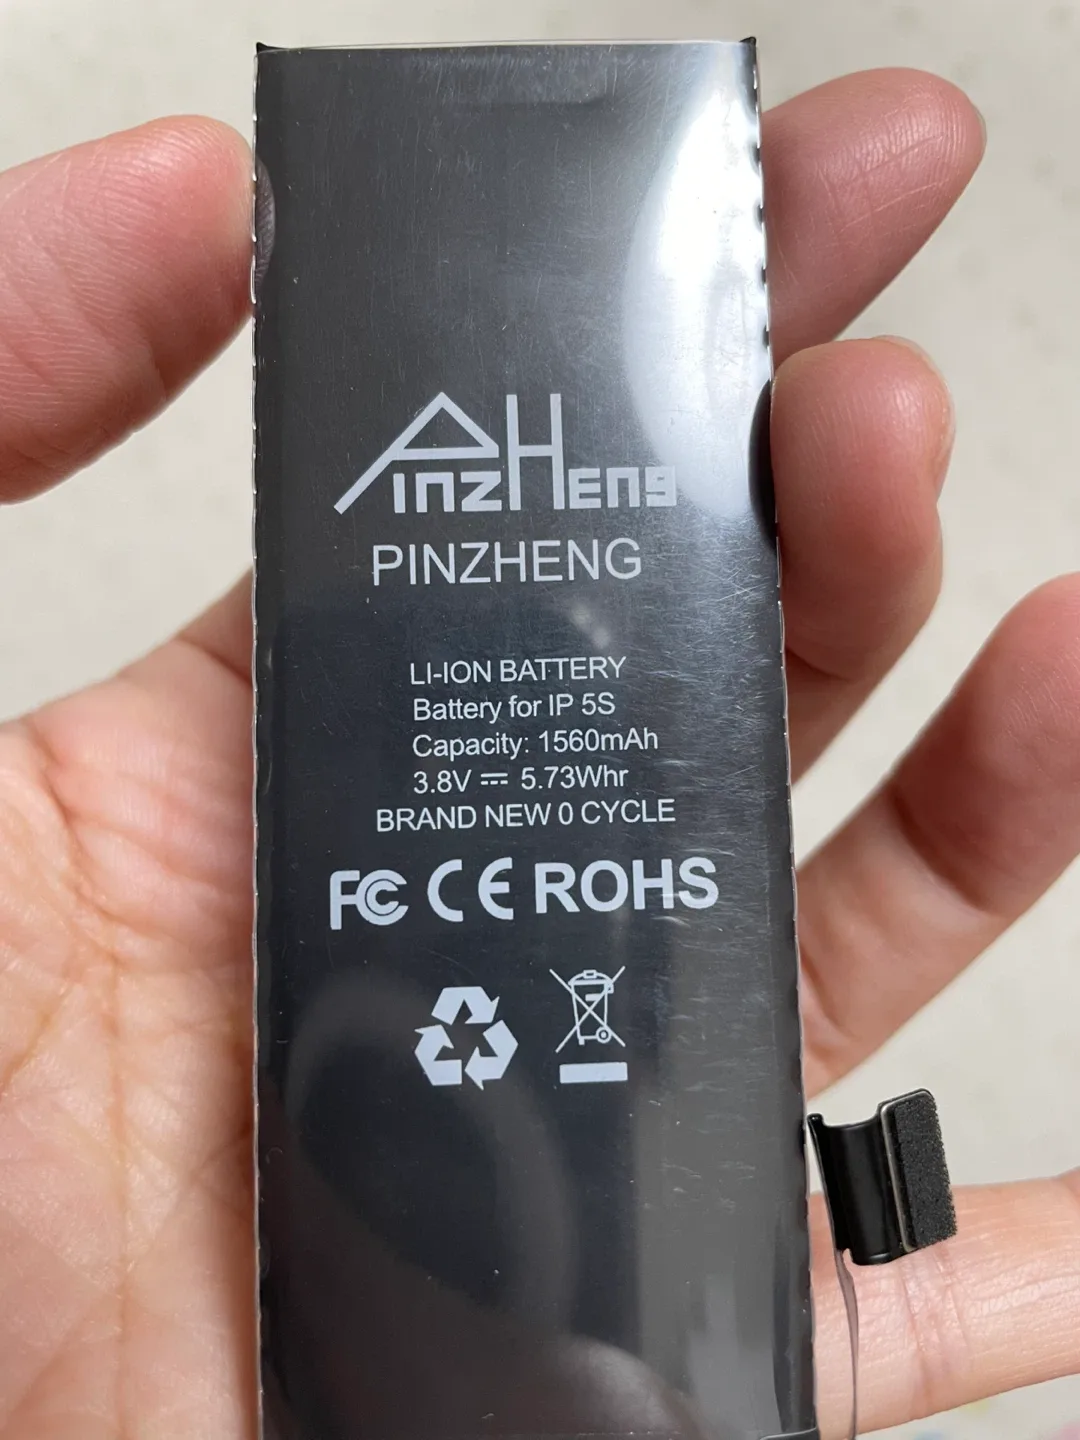 PinzHeng
PINZHENG
LI-ION BATTERY
Battery for IP 5S
Capacity: 1560mAh
3.8V ⎓ 5.73Whr
BRAND NEW 0 CYCLE
FC CE ROHS